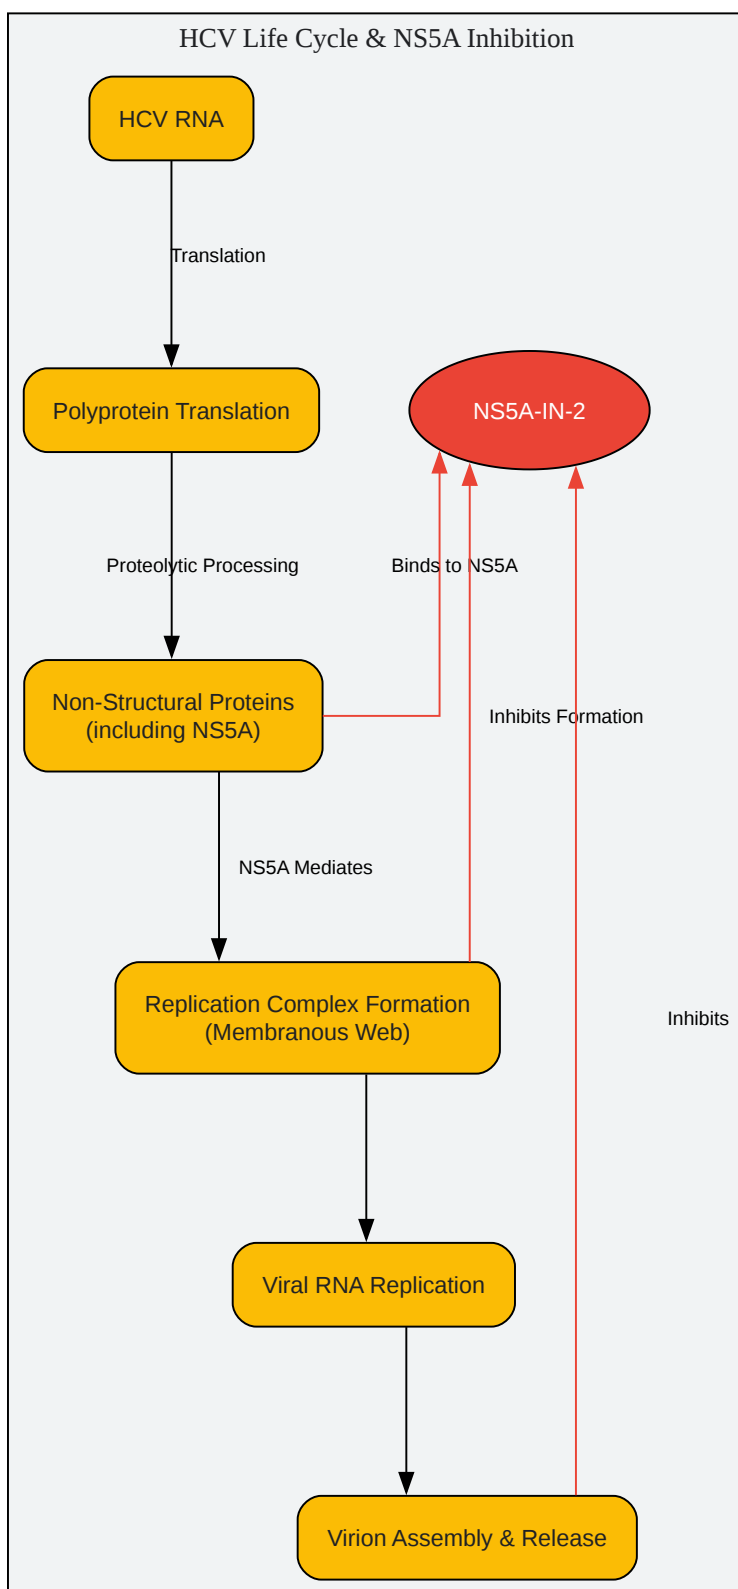 HCV Life Cycle & NS5A Inhibition
HCV RNA
Translation
Polyprotein Translation
NS5A-IN-2
Proteolytic Processing
Binds to NS5A
Non-Structural Proteins
(including NS5A)
Inhibits Formation
NS5A Mediates
Replication Complex Formation
(Membranous Web)
Inhibits
Viral RNA Replication
Virion Assembly & Release